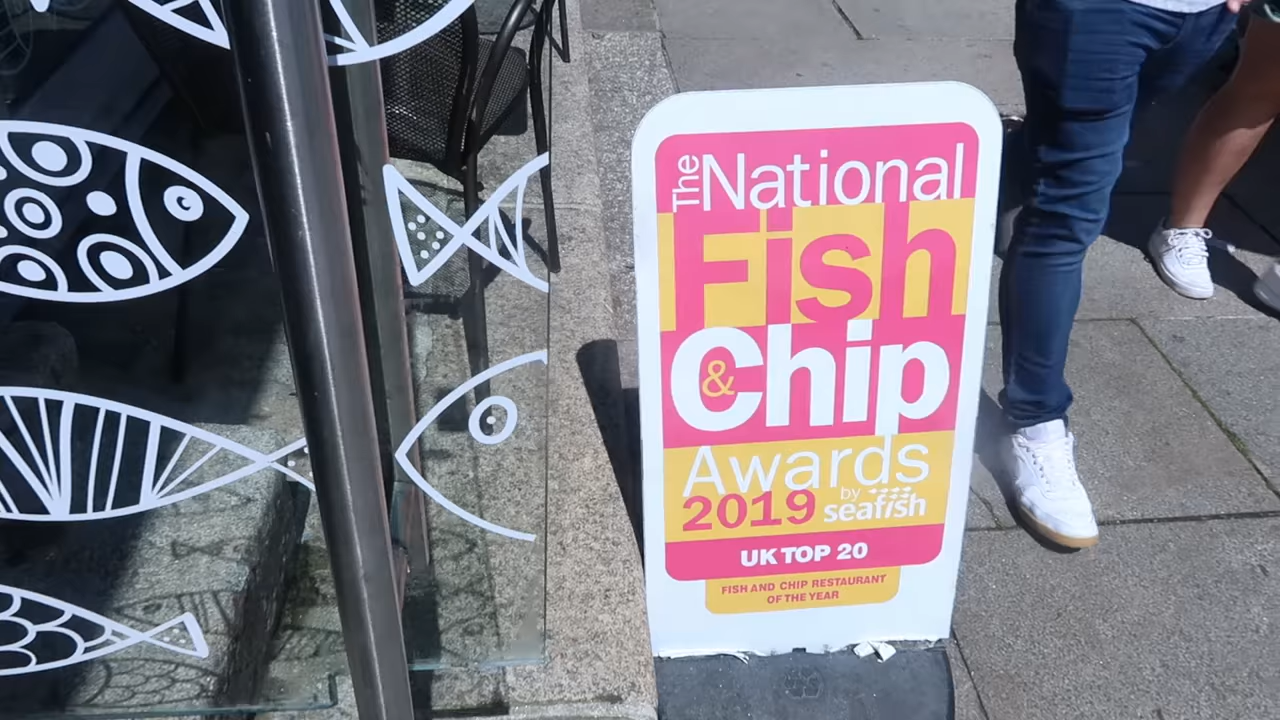 The National
Fish
& Chip
Awards
2019 by seafish
UK TOP 20
FISH AND CHIP RESTAURANT
OF THE YEAR